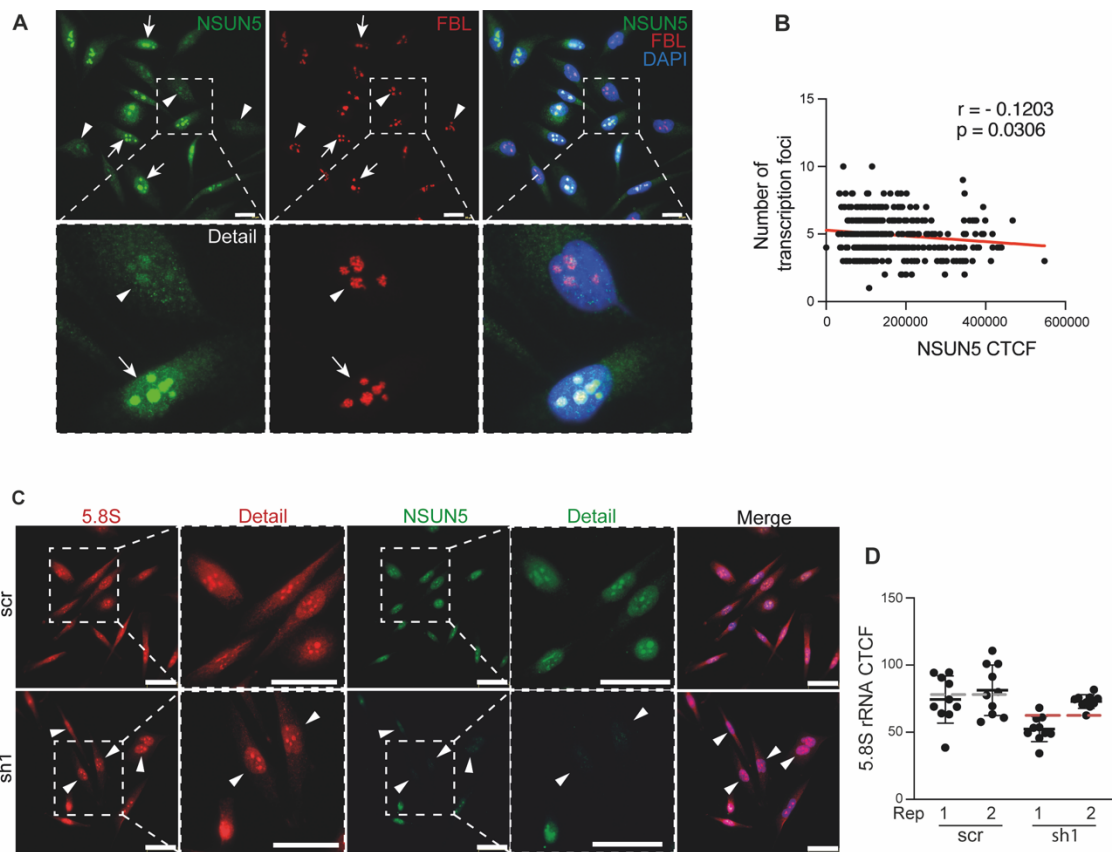 A
NSUN5
FBL
NSUN5
FBL
DAPI
Detail
B
r = - 0.1203
p = 0.0306
15
10
5
0
Number of
transcription foci
0 200000 400000 600000
NSUN5 CTCF
C
5.8S Detail NSUN5 Detail Merge
scr
sh1
D
150
100
50
0
5.8S rRNA CTCF
Rep 1 2 1 2
scr sh1